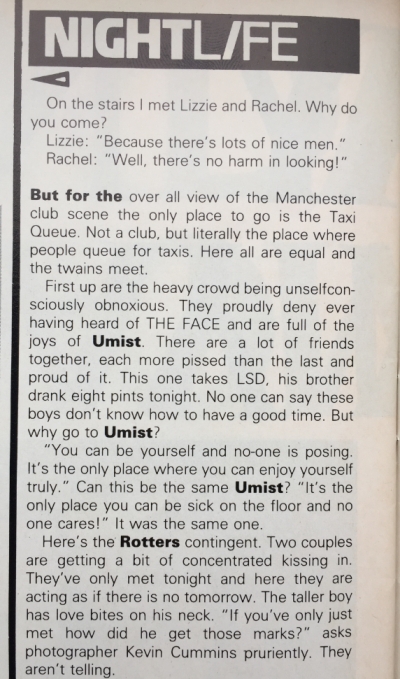 NIGHTLIFE
On the stairs I met Lizzie and Rachel. Why do
you come?
Lizzie: "Because there's lots of nice men."
Rachel: "Well, there's no harm in looking!"
But for the over all view of the Manchester
club scene the only place to go is the Taxi
Queue. Not a club, but literally the place where
people queue for taxis. Here all are equal and
the twains meet.
First up are the heavy crowd being unselfcon-
sciously obnoxious. They proudly deny ever
having heard of THE FACE and are full of the
joys of Umist. There are a lot of friends
together, each more pissed than the last and
proud of it. This one takes LSD, his brother
drank eight pints tonight. No one can say these
boys don't know how to have a good time. But
why go to Umist?
"You can be yourself and no-one is posing.
It's the only place where you can enjoy yourself
truly." Can this be the same Umist? "It's the
only place you can be sick on the floor and no
one cares!" It was the same one.
Here's the Rotters contingent. Two couples
are getting a bit of concentrated kissing in.
They've only met tonight and here they are
acting as if there is no tomorrow. The taller boy
has love bites on his neck. "If you've only just
met how did he get those marks?" asks
photographer Kevin Cummins pruriently. They
aren't telling.